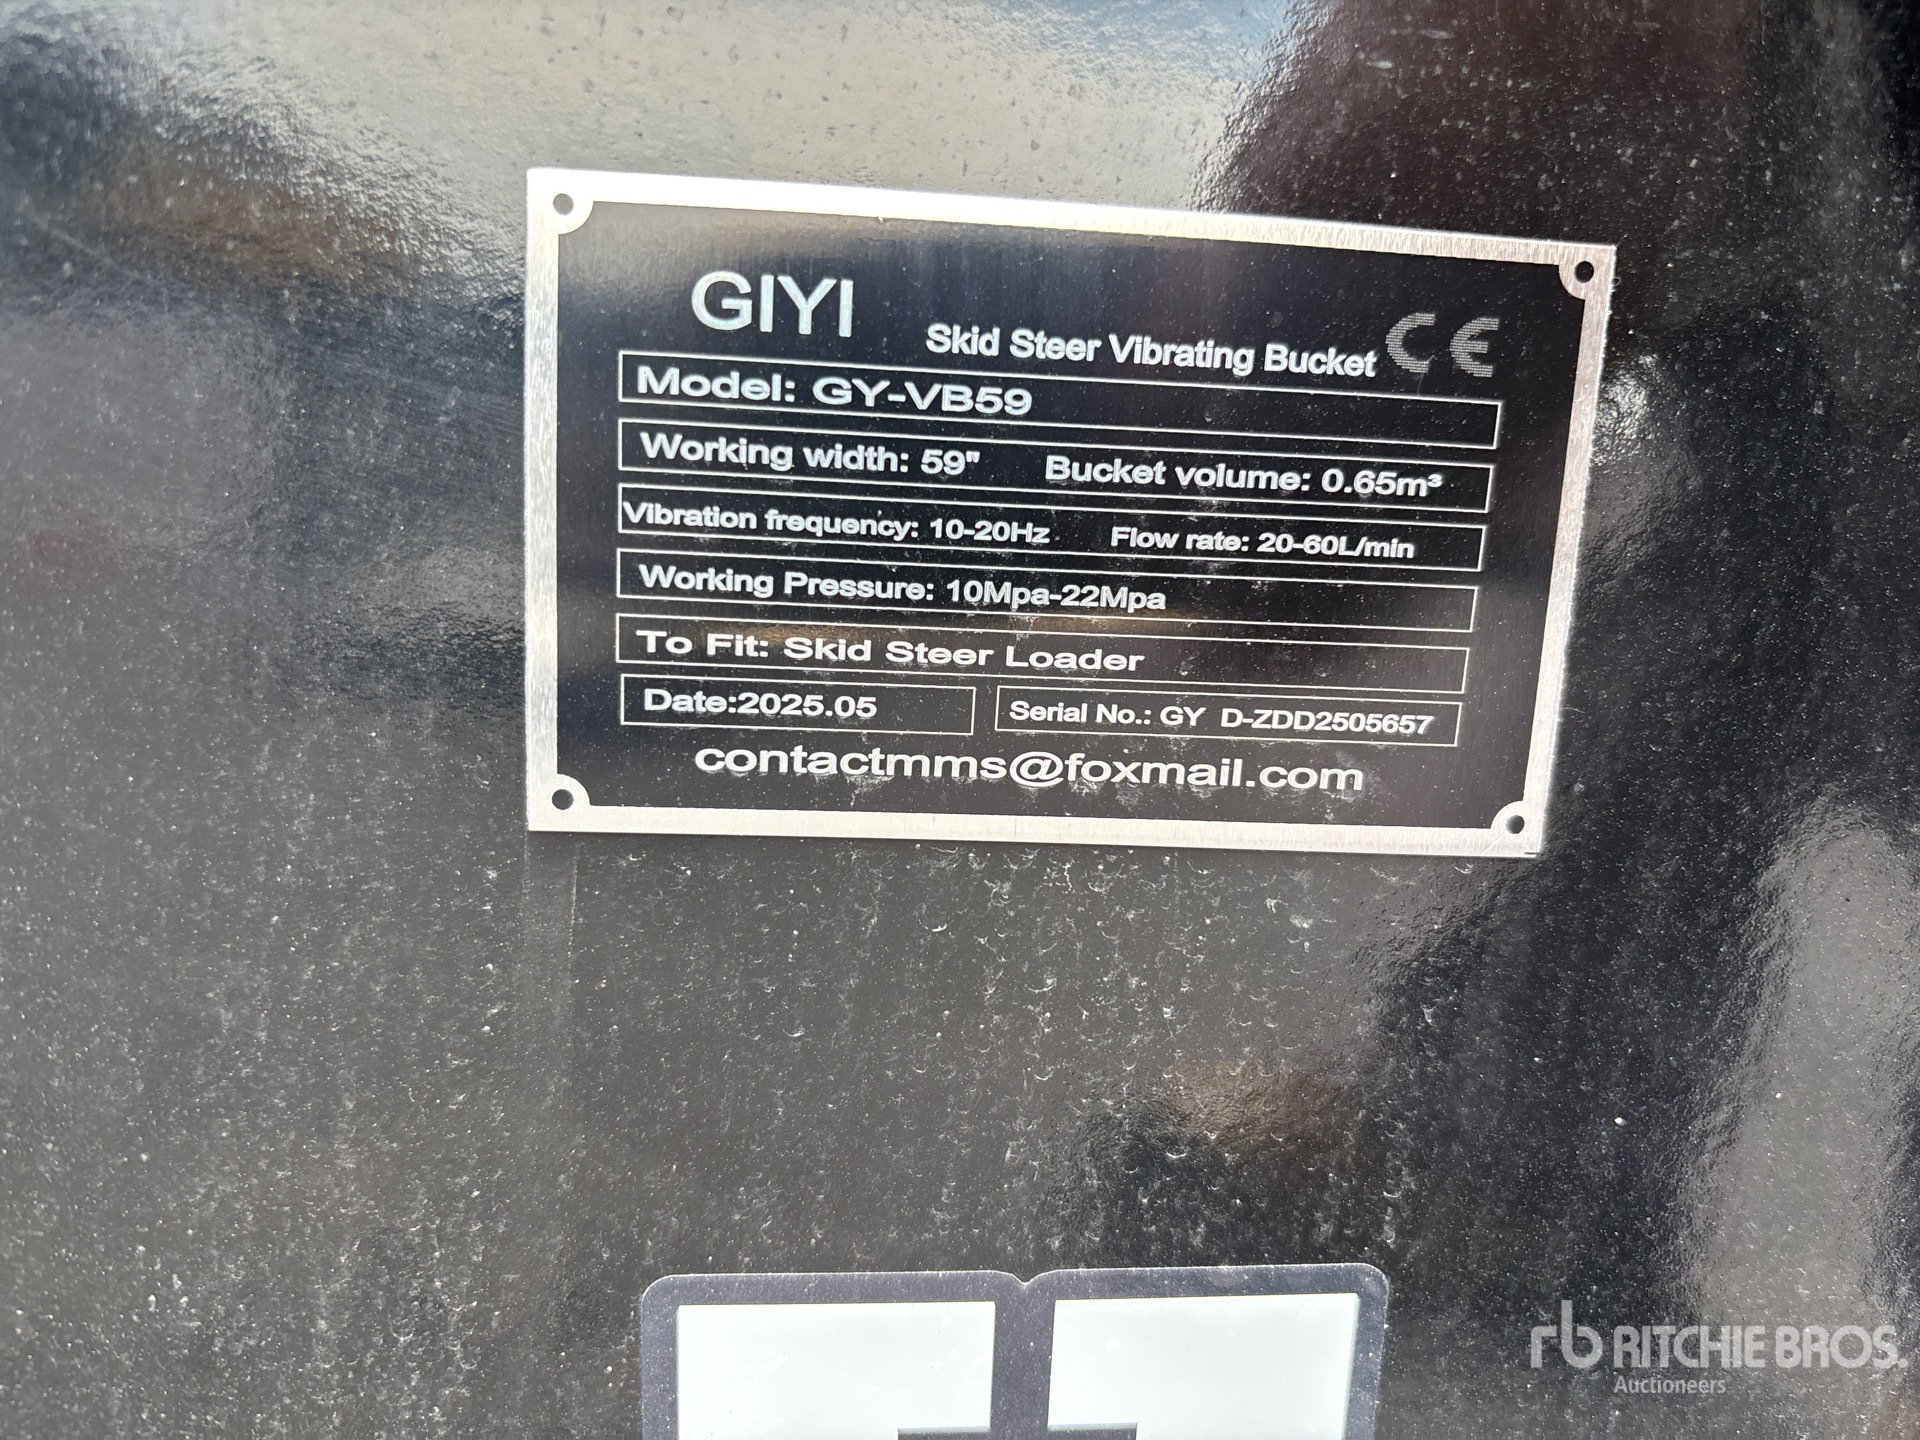 GIYI
Skid Steer Vibrating Bucket CE
Model: GY-VB59
Working width: 59" Bucket volume: 0.65m³
Vibration frequency: 10-20Hz Flow rate: 20-60L/min
Working Pressure: 10Mpa-22Mpa
To Fit: Skid Steer Loader
Date:2025.05 Serial No.: GY D-ZDD2505657
contactmms@foxmail.com
rb RITCHIE BROS.
Auctioneers